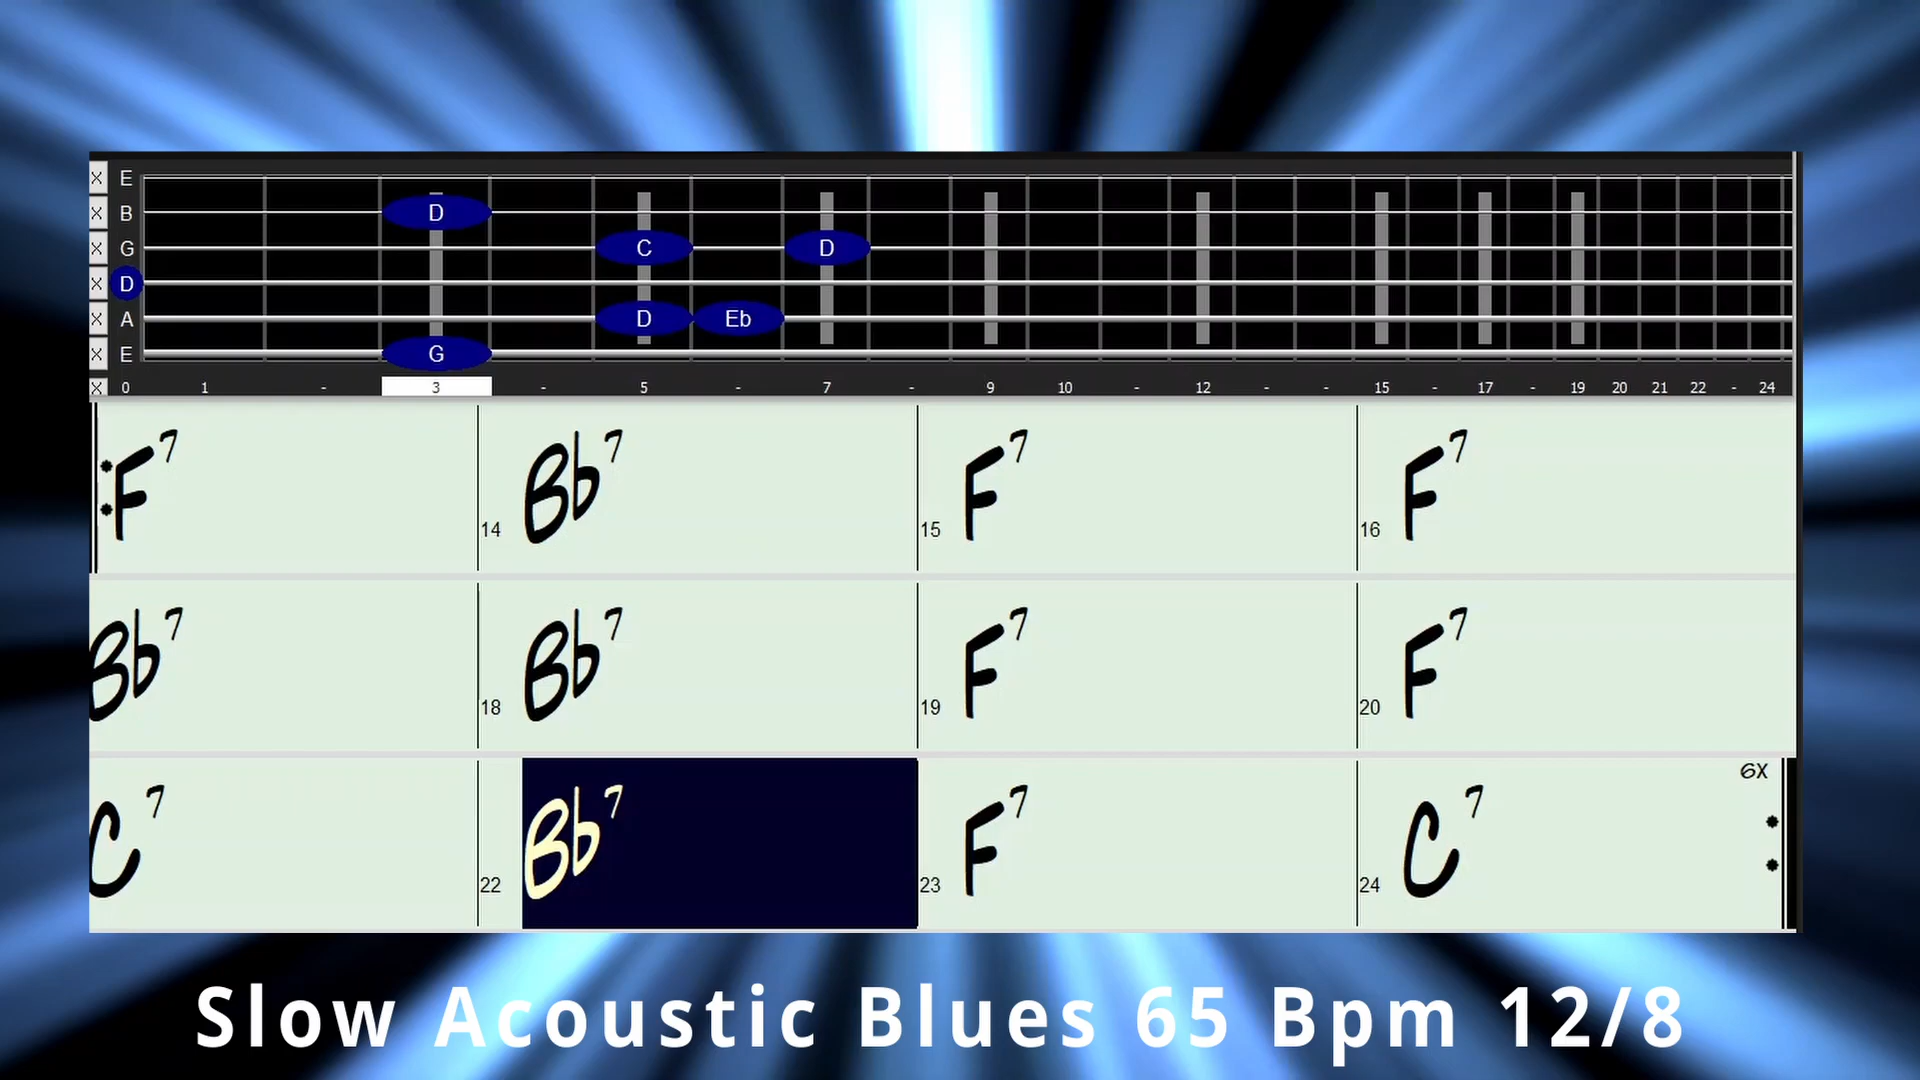 X E
X B D
X G C D
X D
X A D Eb
X E G
X 0 1 - 3 - 5 - 7 - 9 10 - 12 - - 15 - 17 - 19 20 21 22 - 24
F7 14 Bb7 15 F7 16 F7
Bb7 18 Bb7 19 F7 20 F7
6X
C7 22 Bb7 23 F7 24 C7
Slow Acoustic Blues 65 Bpm 12/8